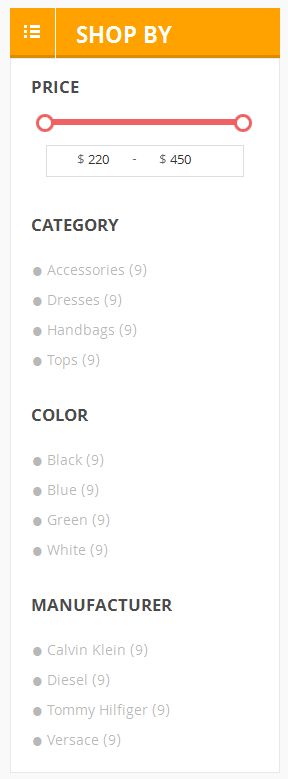 SHOP BY
PRICE
$ 220 - $ 450
CATEGORY
Accessories (9)
Dresses (9)
Handbags (9)
Tops (9)
COLOR
Black (9)
Blue (9)
Green (9)
White (9)
MANUFACTURER
Calvin Klein (9)
Diesel (9)
Tommy Hilfiger (9)
Versace (9)